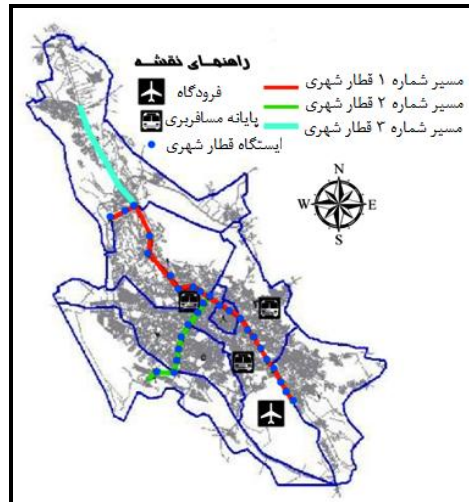 راهنمای نقشه
فرودگاه
پایانه مسافربری
ایستگاه قطار شهری
مسیر شماره ۱ قطار شهری
مسیر شماره ۲ قطار شهری
مسیر شماره ۳ قطار شهری
N
W E
S